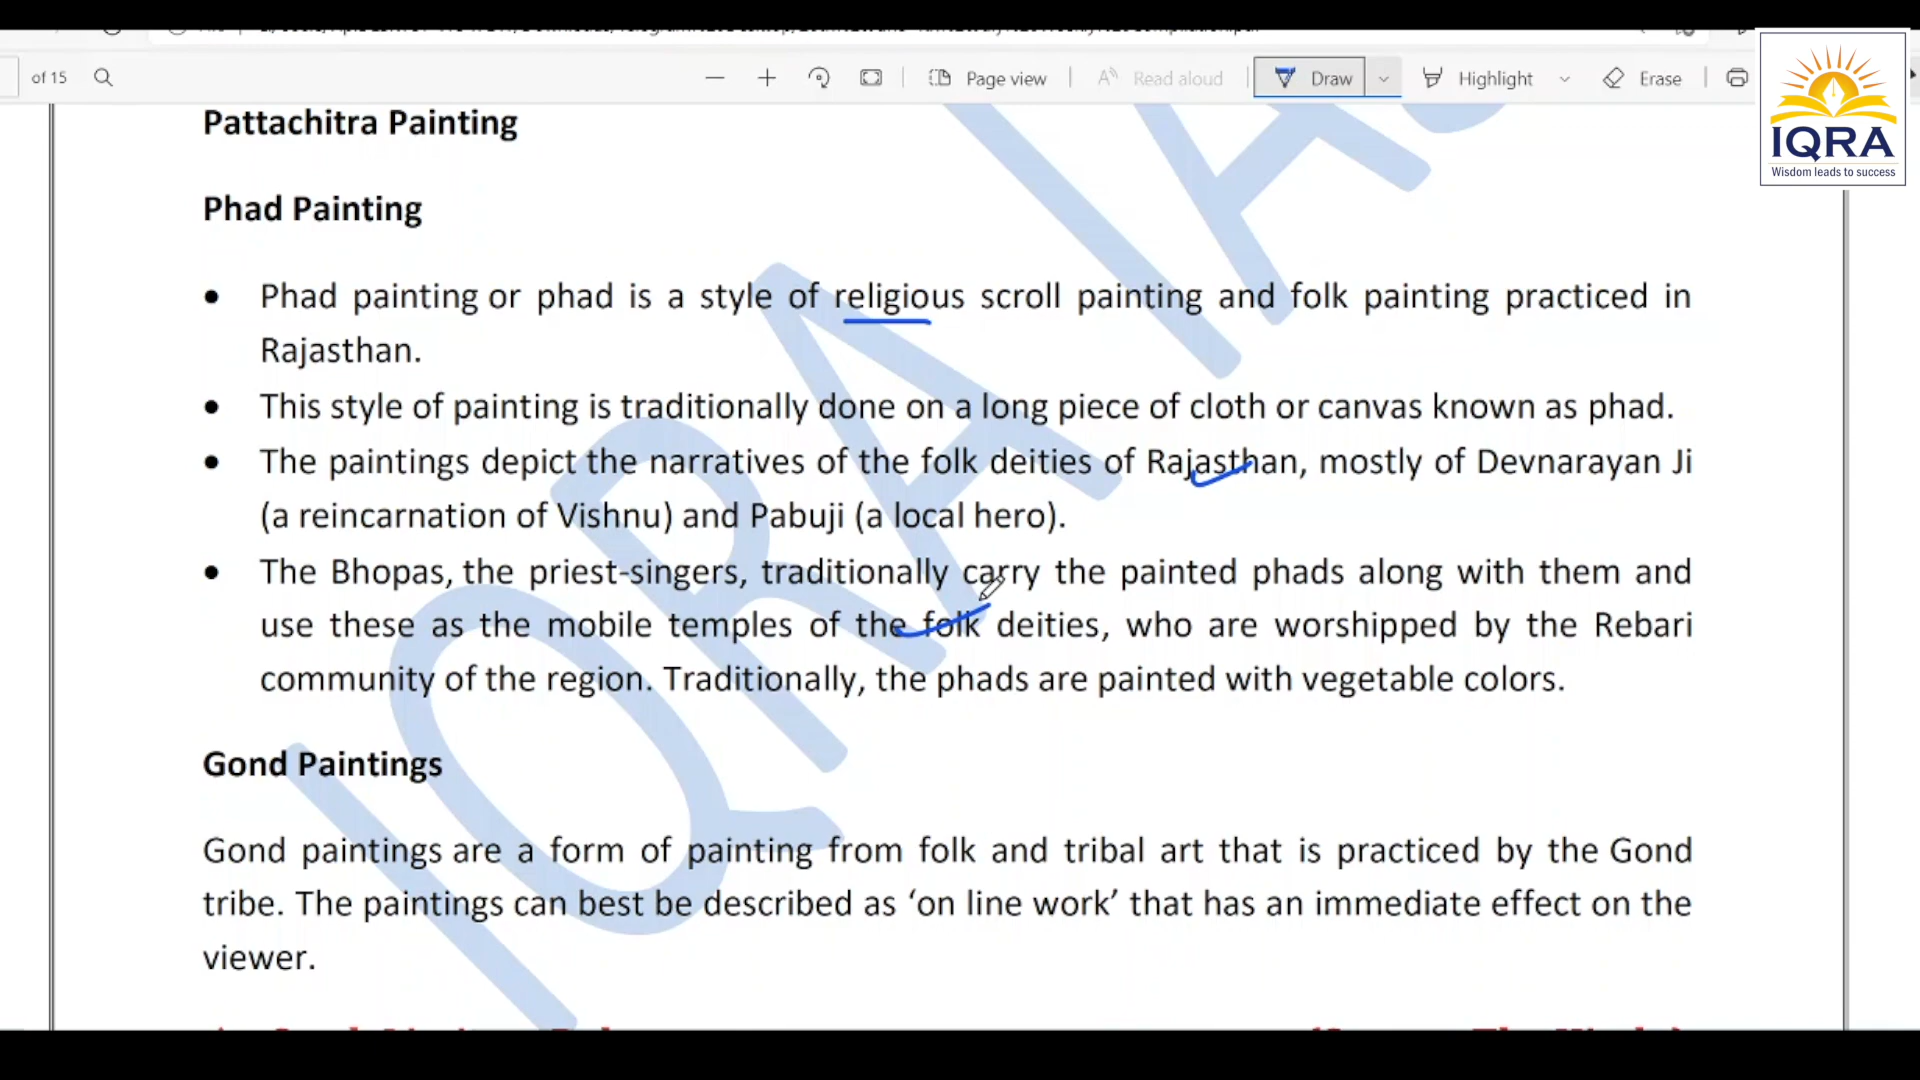 of 15
Page view
Read aloud
Draw
Highlight
Erase
IQRA
Wisdom leads to success
IQRA IAS
Pattachitra Painting
Phad Painting
• Phad painting or phad is a style of religious scroll painting and folk painting practiced in
Rajasthan.
• This style of painting is traditionally done on a long piece of cloth or canvas known as phad.
• The paintings depict the narratives of the folk deities of Rajasthan, mostly of Devnarayan Ji
(a reincarnation of Vishnu) and Pabuji (a local hero).
• The Bhopas, the priest-singers, traditionally carry the painted phads along with them and
use these as the mobile temples of the folk deities, who are worshipped by the Rebari
community of the region. Traditionally, the phads are painted with vegetable colors.
Gond Paintings
Gond paintings are a form of painting from folk and tribal art that is practiced by the Gond
tribe. The paintings can best be described as ‘on line work’ that has an immediate effect on the
viewer.